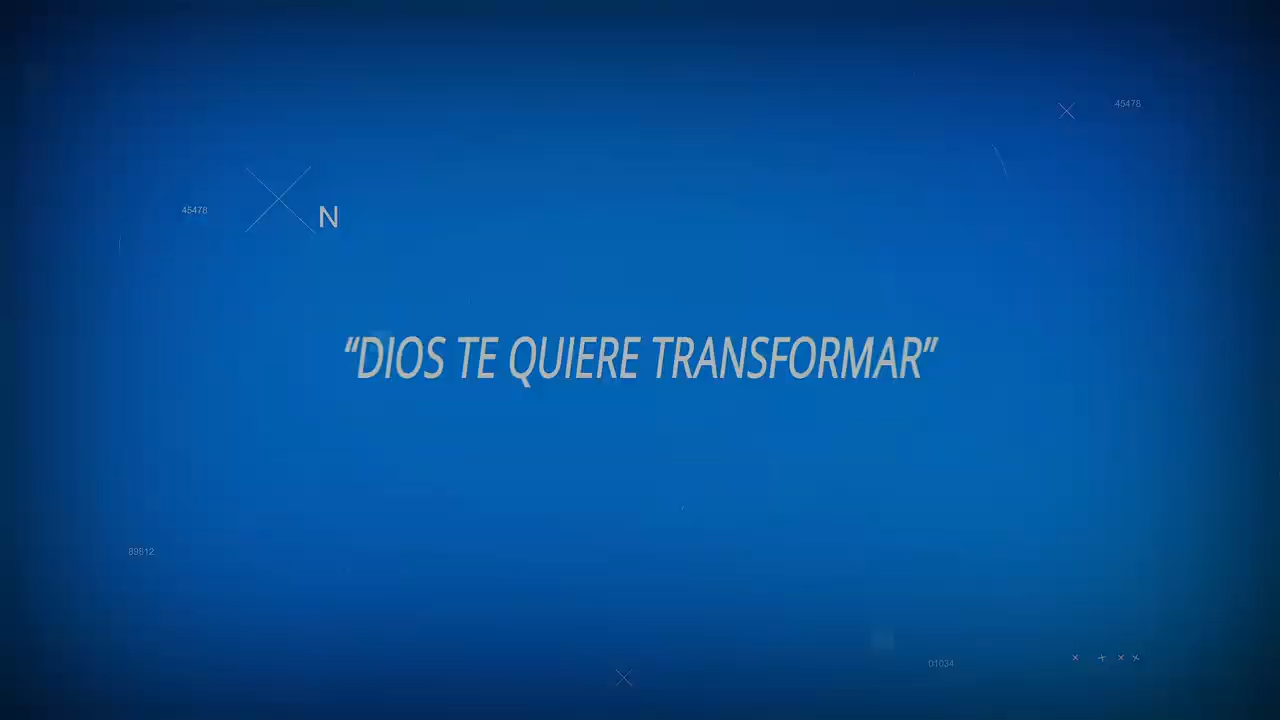 45478
45478
N
“DIOS TE QUIERE TRANSFORMAR”
89812
01034